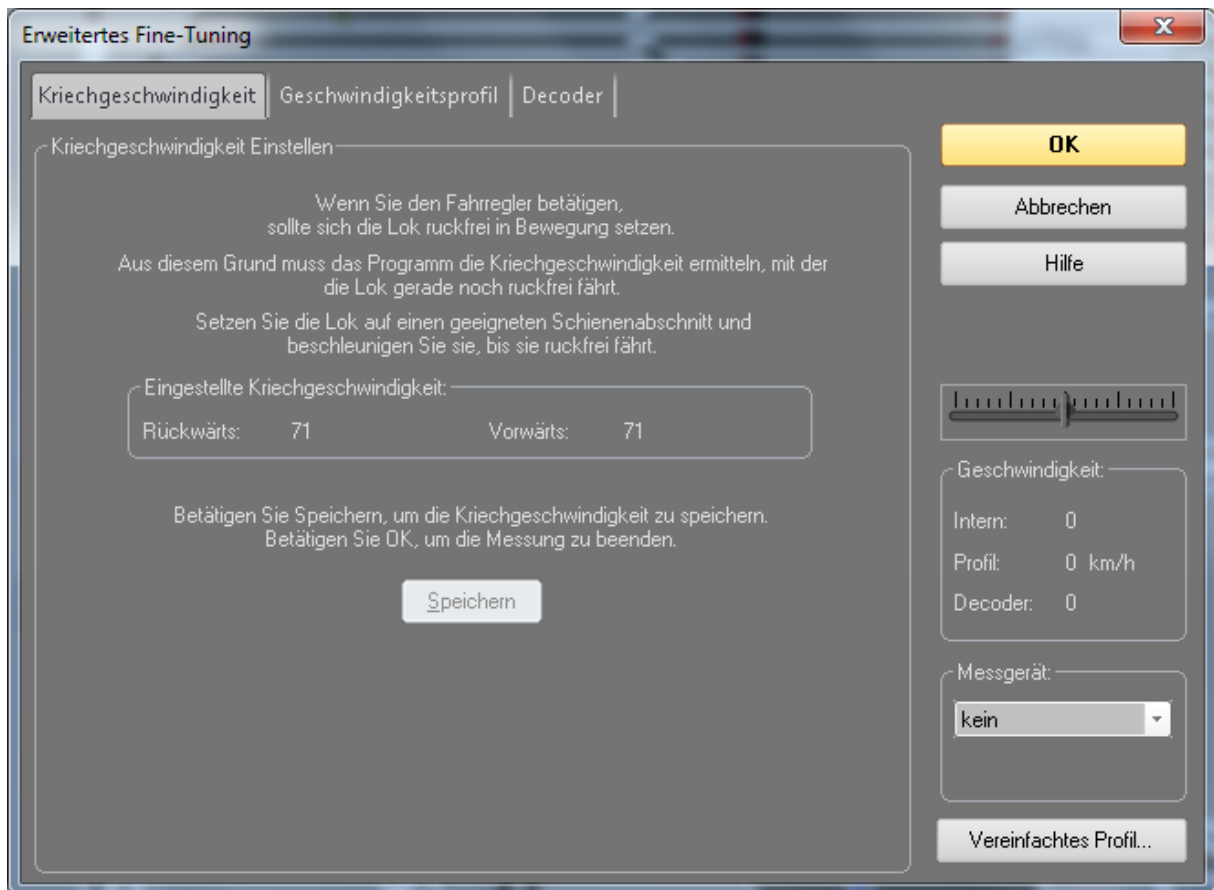 Erweitertes Fine-Tuning
Kriechgeschwindigkeit
Geschwindigkeitsprofil
Decoder
Kriechgeschwindigkeit Einstellen
Wenn Sie den Fahrregler betätigen,
sollte sich die Lok ruckfrei in Bewegung setzen.
Aus diesem Grund muss das Programm die Kriechgeschwindigkeit ermitteln, mit der
die Lok gerade noch ruckfrei fährt.
Setzen Sie die Lok auf einen geeigneten Schienenabschnitt und
beschleunigen Sie sie, bis sie ruckfrei fährt.
Eingestellte Kriechgeschwindigkeit:
Rückwärts: 71 Vorwärts: 71
Betätigen Sie Speichern, um die Kriechgeschwindigkeit zu speichern.
Betätigen Sie OK, um die Messung zu beenden.
Speichern
OK
Abbrechen
Hilfe
Geschwindigkeit:
Intern: 0
Profil: 0 km/h
Decoder: 0
Messgerät:
kein
Vereinfachtes Profil...